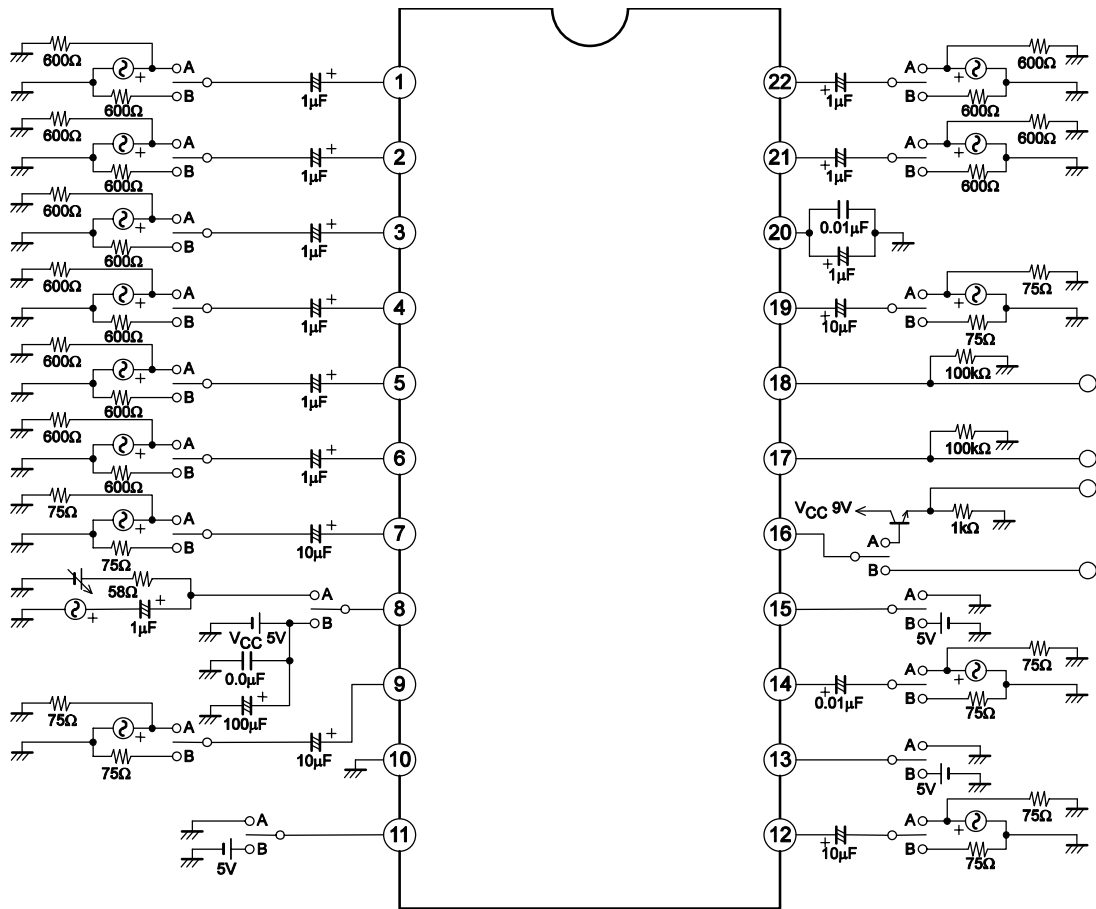 600Ω
A
+
B
600Ω
+
1μF
1
600Ω
A
+
B
600Ω
+
1μF
2
600Ω
A
+
B
600Ω
+
1μF
3
600Ω
A
+
B
600Ω
+
1μF
4
600Ω
A
+
B
600Ω
+
1μF
5
600Ω
A
+
B
600Ω
+
1μF
6
75Ω
A
+
B
75Ω
+
10μF
7
58Ω
+
+
1μF
A
B
8
VCC 5V
0.0μF
+
100μF
9
75Ω
A
+
B
75Ω
+
10μF
10
A
B
5V
11
22
+
1μF
A
+
B
600Ω
600Ω
21
+
1μF
A
+
B
600Ω
600Ω
20
0.01μF
+
1μF
19
+
10μF
A
+
B
75Ω
75Ω
18
100kΩ
17
100kΩ
16
VCC 9V
1kΩ
A
B
15
A
B
5V
14
+
0.01μF
A
+
B
75Ω
75Ω
13
A
B
5V
12
+
10μF
A
+
B
75Ω
75Ω